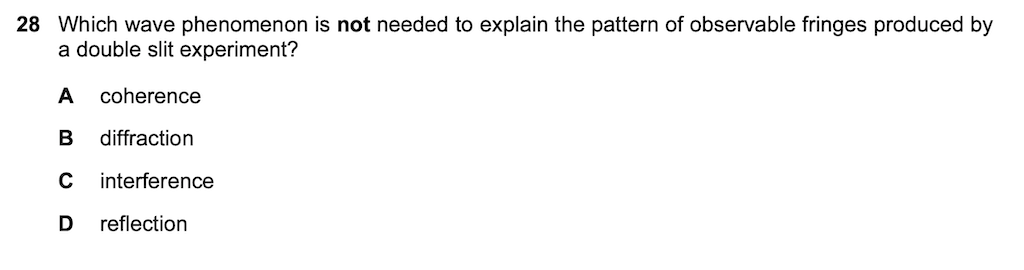 28 Which wave phenomenon is not needed to explain the pattern of observable fringes produced by
a double slit experiment?
A coherence
B diffraction
C interference
D reflection